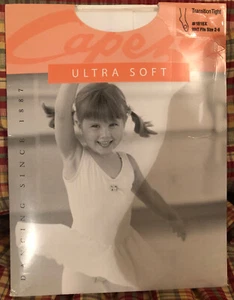 Capezio
Transition Tight
ULTRA SOFT
DANCING SINCE 1887